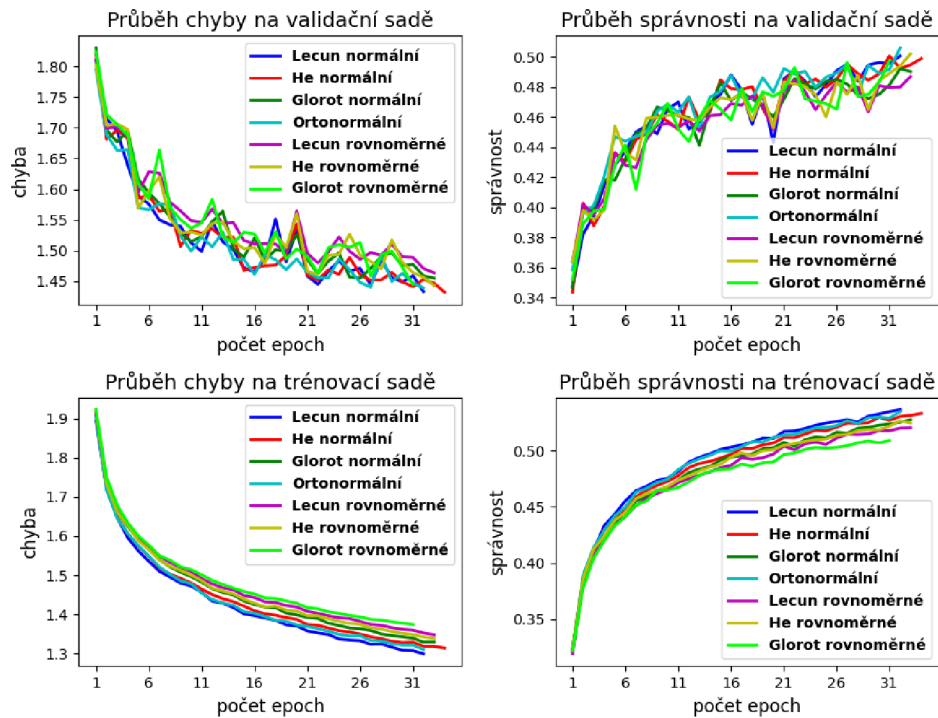 Průběh chyby na validační sadě
chyba
1.80
1.75
1.70
1.65
1.60
1.55
1.50
1.45
Lecun normální
He normální
Glorot normální
Ortonormální
Lecun rovnoměrné
He rovnoměrné
Glorot rovnoměrné
1 6 11 16 21 26 31
počet epoch
Průběh správnosti na validační sadě
správnost
0.50
0.48
0.46
0.44
0.42
0.40
0.38
0.36
0.34
Lecun normální
He normální
Glorot normální
Ortonormální
Lecun rovnoměrné
He rovnoměrné
Glorot rovnoměrné
1 6 11 16 21 26 31
počet epoch
Průběh chyby na trénovací sadě
chyba
1.9
1.8
1.7
1.6
1.5
1.4
1.3
Lecun normální
He normální
Glorot normální
Ortonormální
Lecun rovnoměrné
He rovnoměrné
Glorot rovnoměrné
1 6 11 16 21 26 31
počet epoch
Průběh správnosti na trénovací sadě
správnost
0.50
0.45
0.40
0.35
Lecun normální
He normální
Glorot normální
Ortonormální
Lecun rovnoměrné
He rovnoměrné
Glorot rovnoměrné
1 6 11 16 21 26 31
počet epoch